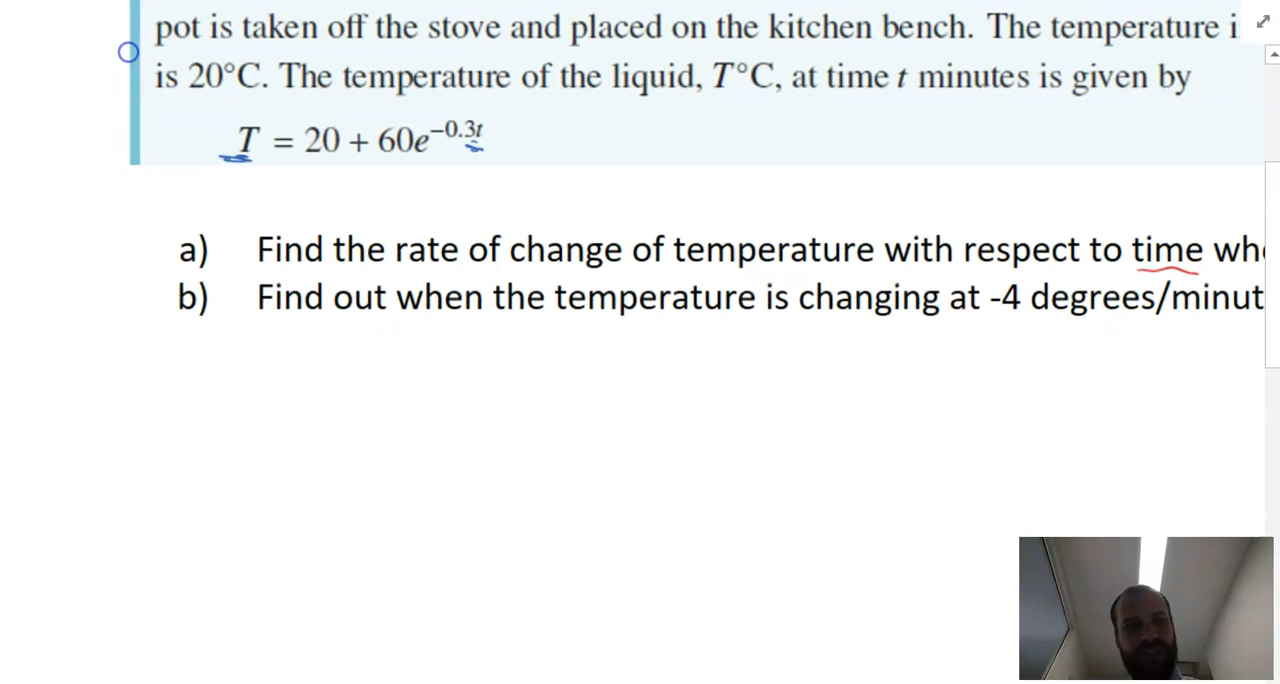 pot is taken off the stove and placed on the kitchen bench. The temperature i
is 20°C. The temperature of the liquid, T°C, at time t minutes is given by
T = 20 + 60e^{-0.3t}
a) Find the rate of change of temperature with respect to time wh
b) Find out when the temperature is changing at -4 degrees/minut